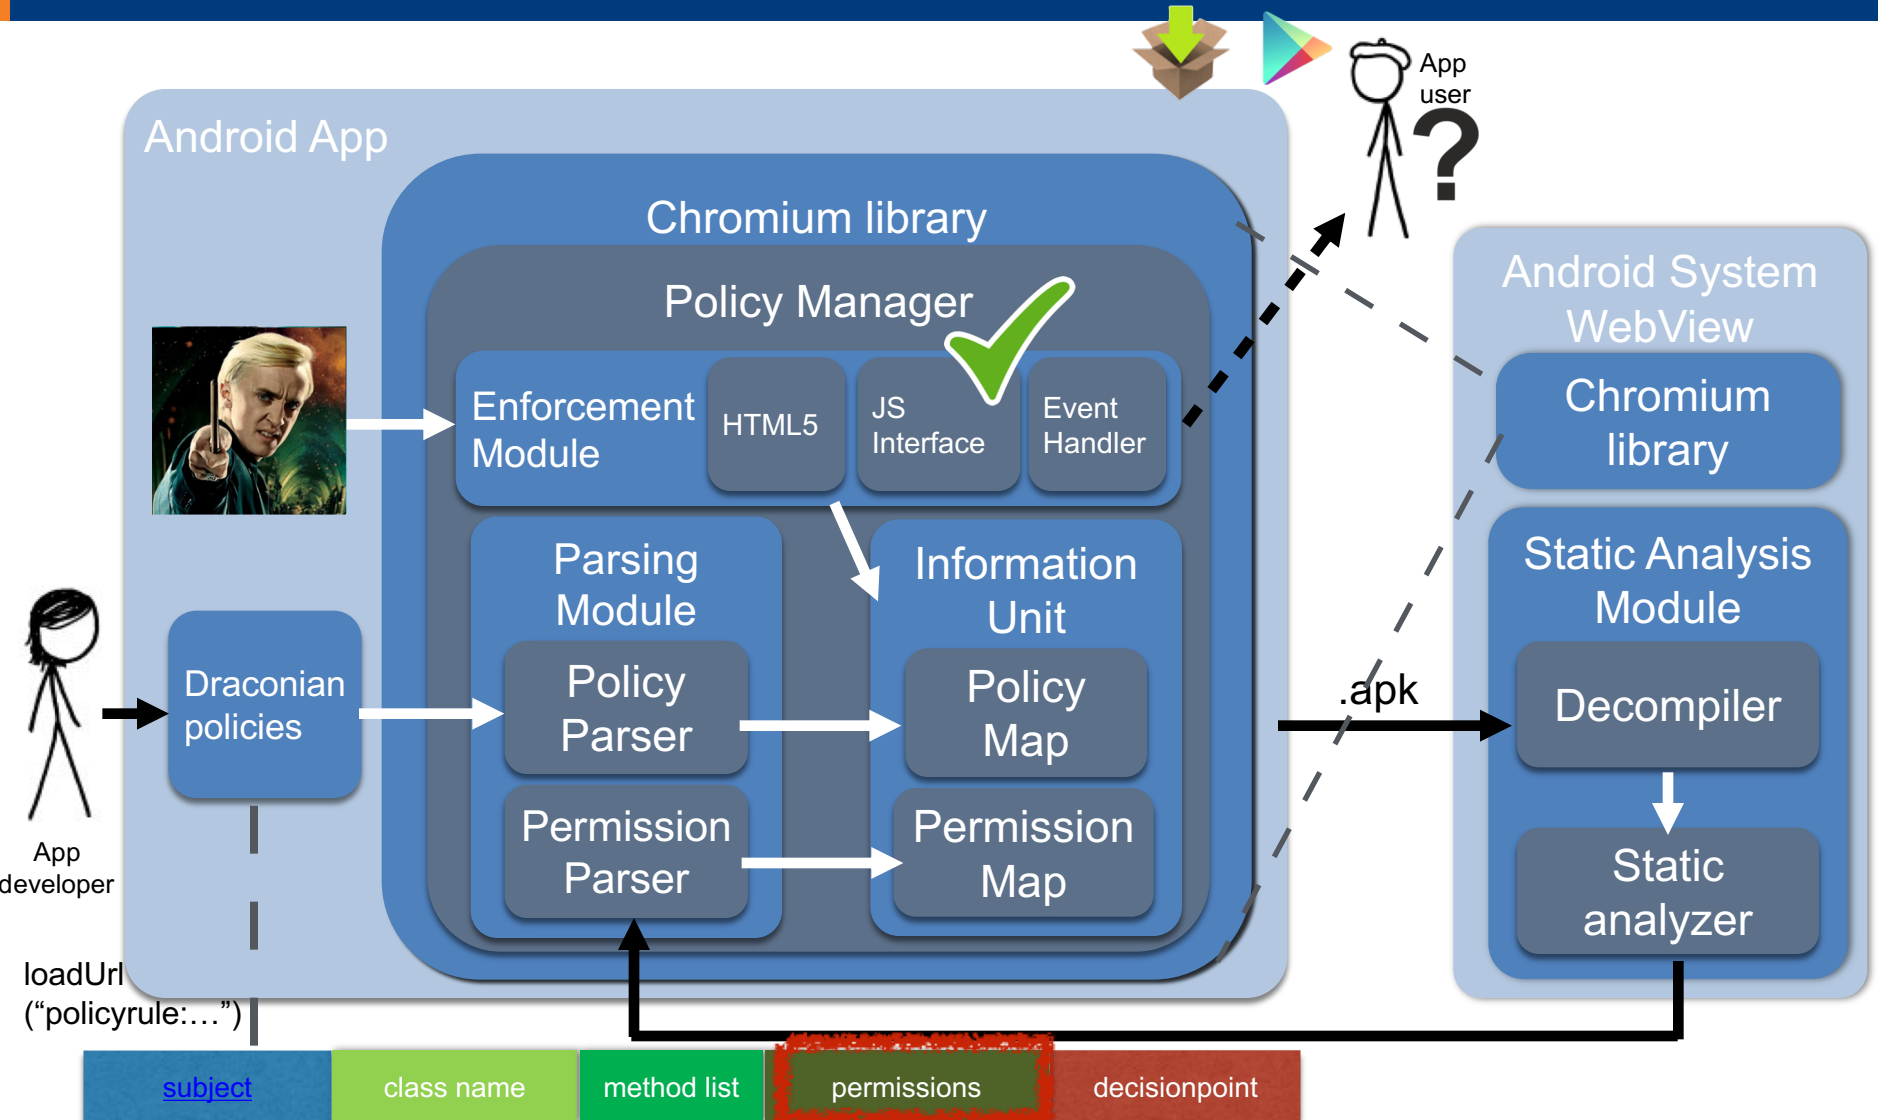 App
user
?
Android App
Chromium library
Policy Manager
Enforcement
Module
HTML5
JS
Interface
Event
Handler
Parsing
Module
Policy
Parser
Permission
Parser
Information
Unit
Policy
Map
Permission
Map
Draconian
policies
App
developer
loadUrl
(“policyrule:…”)
.apk
Android System
WebView
Chromium
library
Static Analysis
Module
Decompiler
Static
analyzer
subject
class name
method list
permissions
decisionpoint